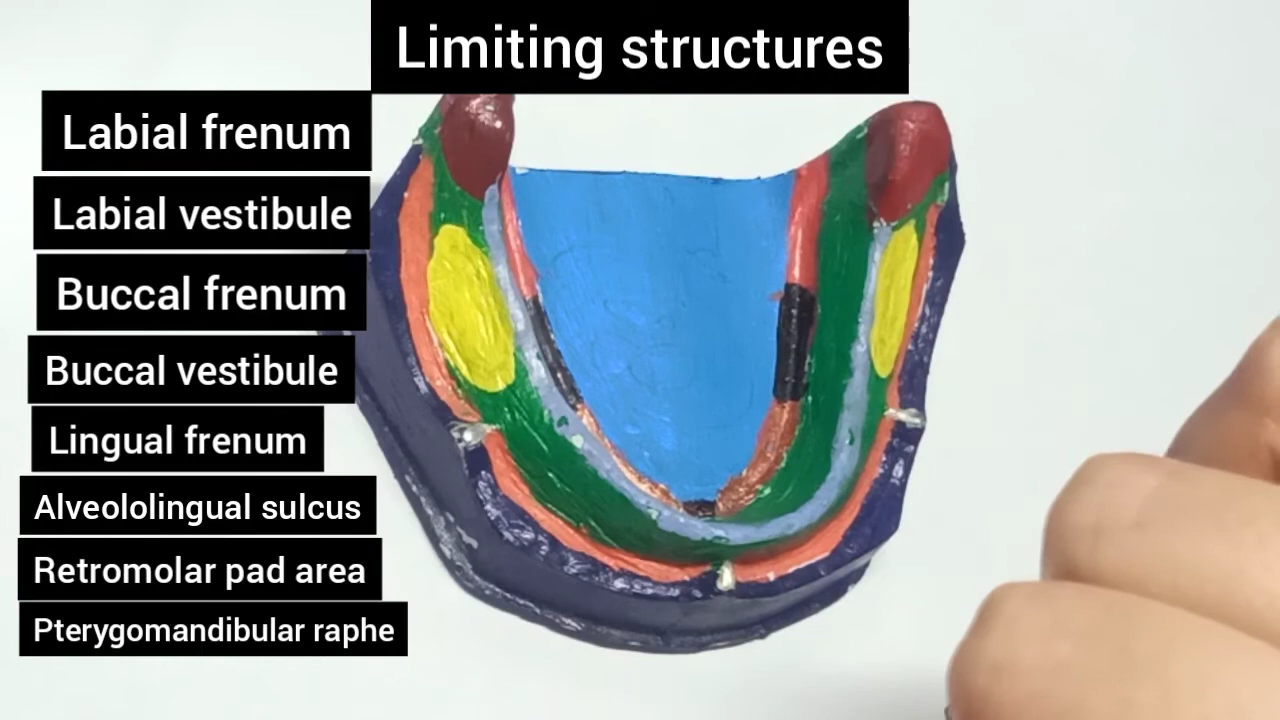 Limiting structures
Labial frenum
Labial vestibule
Buccal frenum
Buccal vestibule
Lingual frenum
Alveololingual sulcus
Retromolar pad area
Pterygomandibular raphe